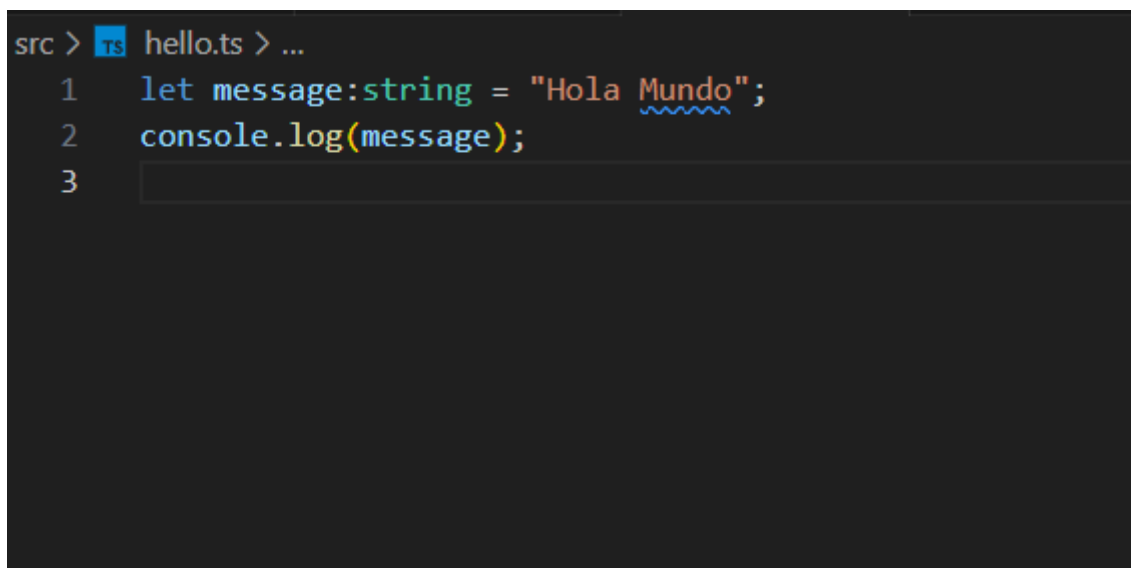 src > TS hello.ts > ...
1 let message:string = "Hola Mundo";
2 console.log(message);
3